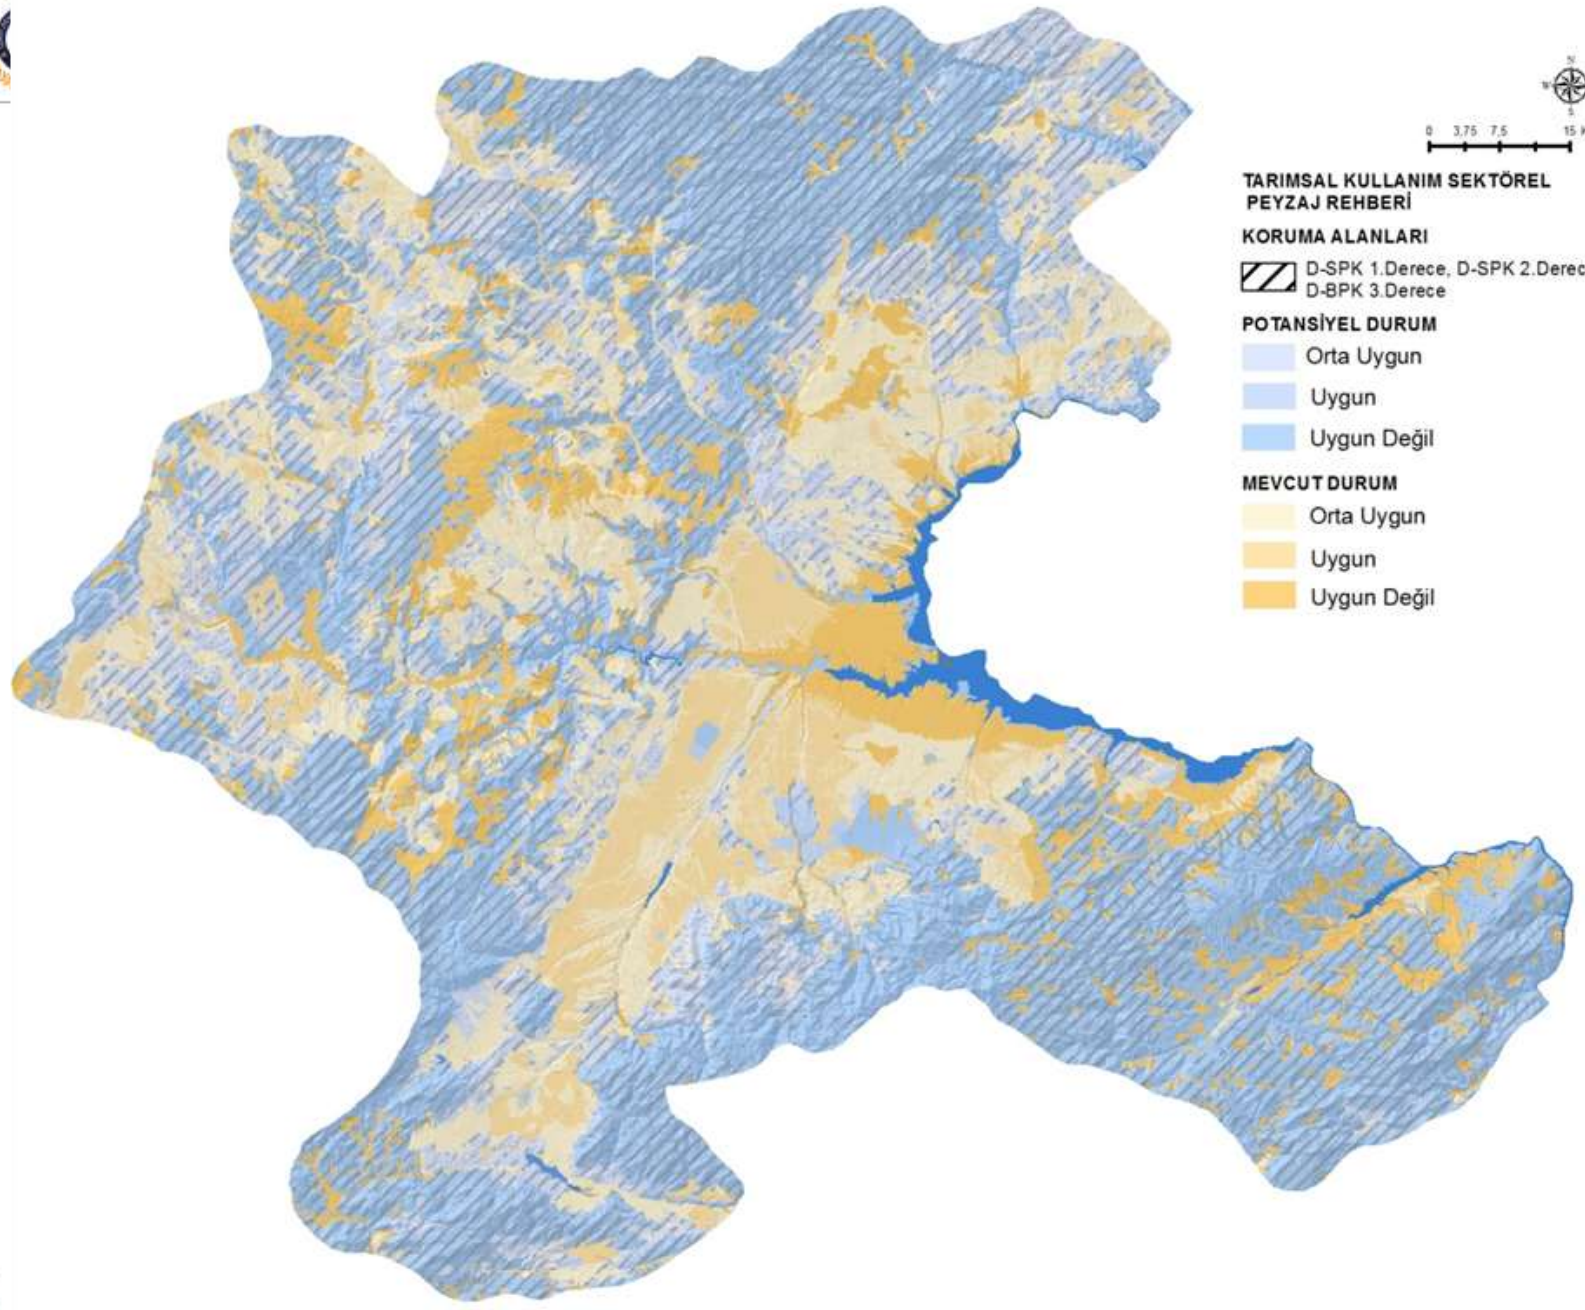 N
W
S
0 3,75 7,5 15
TARIMSAL KULLANIM SEKTÖREL
PEYZAJ REHBERİ
KORUMA ALANLARI
D-SPK 1.Derece, D-SPK 2.Derec
D-BPK 3.Derece
POTANSİYEL DURUM
Orta Uygun
Uygun
Uygun Değil
MEVCUT DURUM
Orta Uygun
Uygun
Uygun Değil